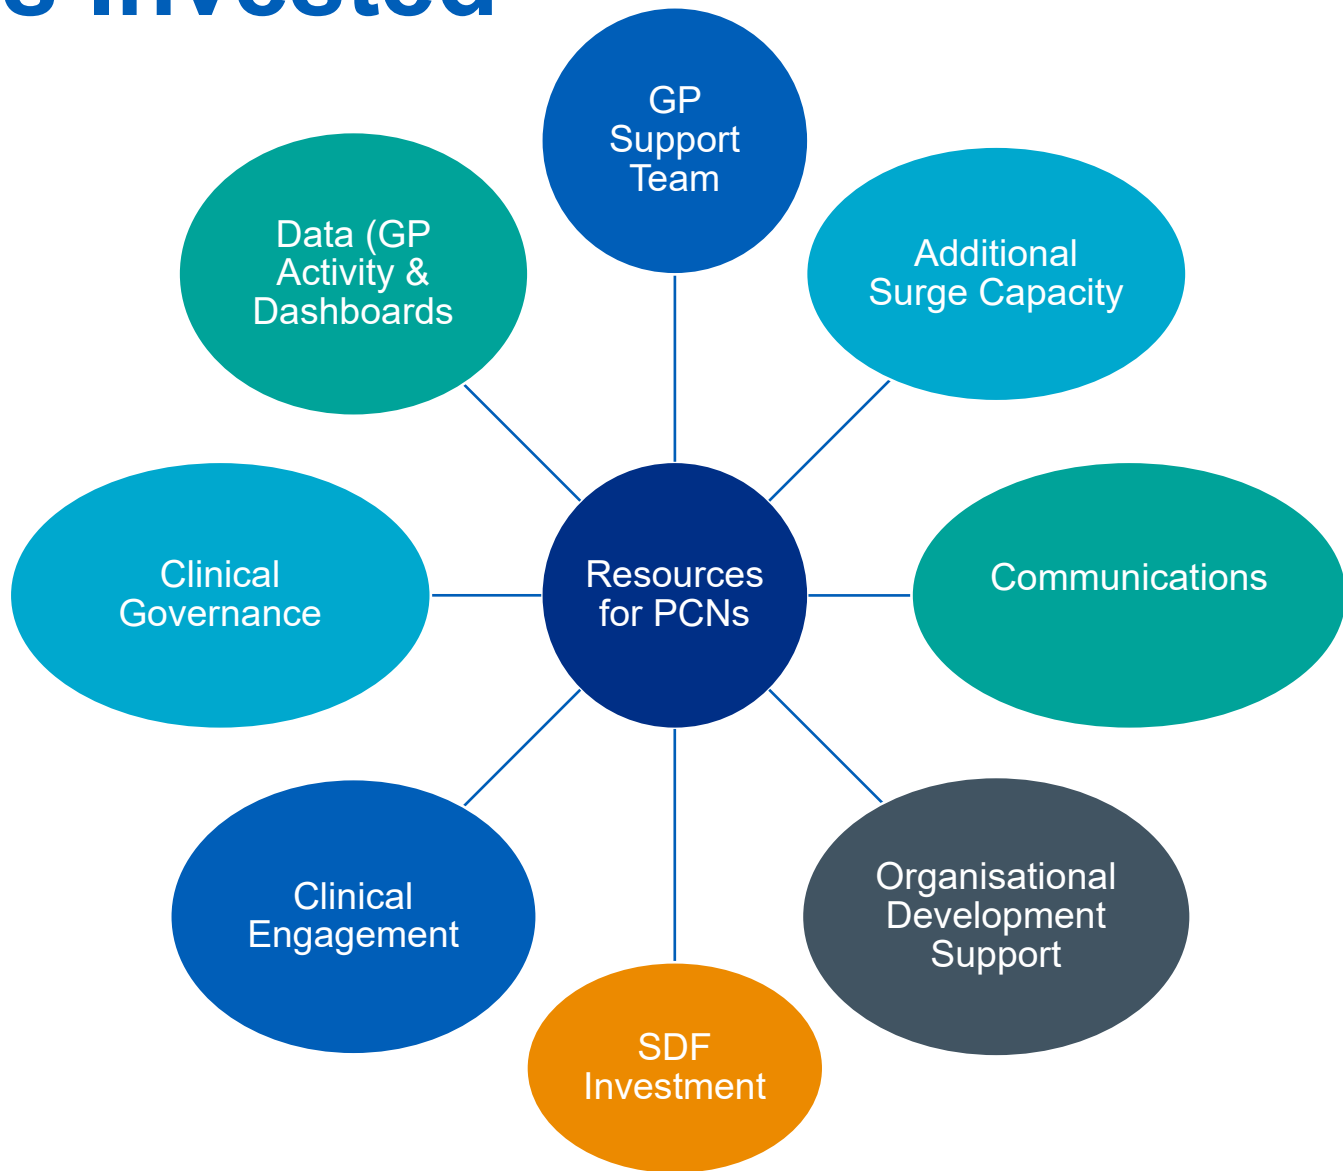 s Invested
GP
Support
Team
Additional
Surge Capacity
Communications
Organisational
Development
Support
SDF
Investment
Clinical
Engagement
Clinical
Governance
Data (GP
Activity &
Dashboards
Resources
for PCNs